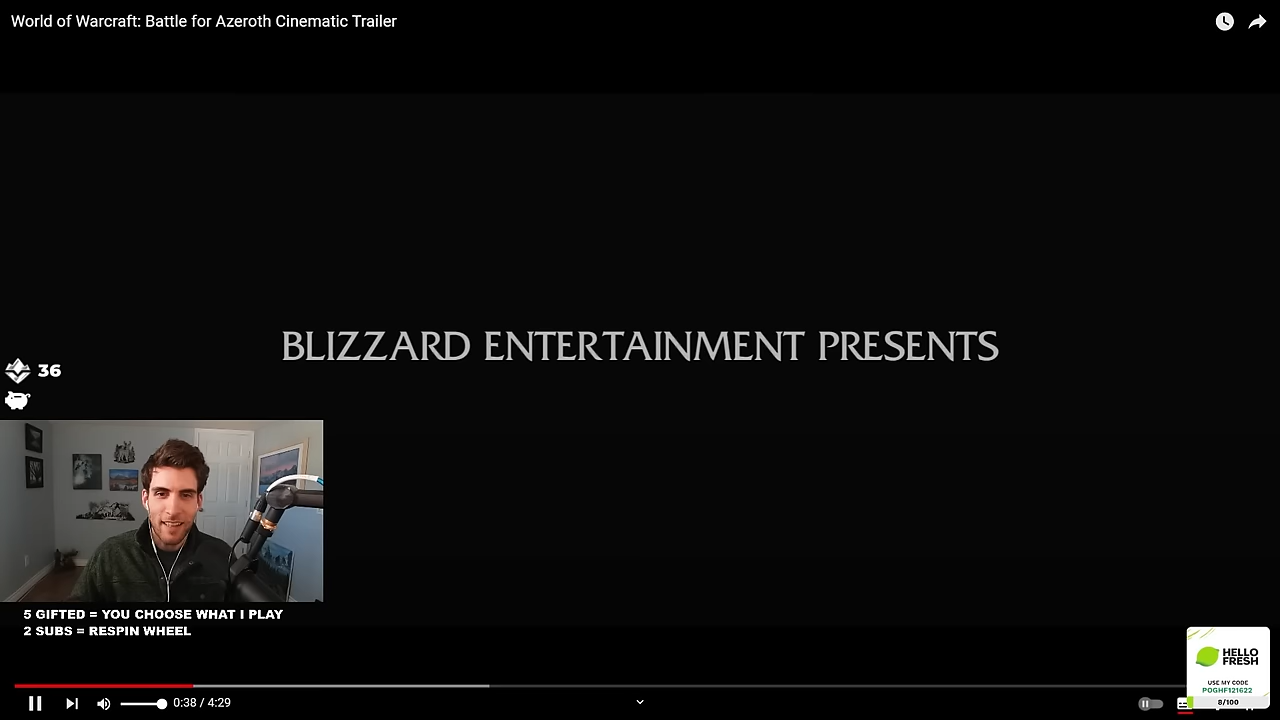 World of Warcraft: Battle for Azeroth Cinematic Trailer
BLIZZARD ENTERTAINMENT PRESENTS
36
5 GIFTED = YOU CHOOSE WHAT I PLAY
2 SUBS = RESPIN WHEEL
HELLO
FRESH
USE MY CODE
POGHF121622
8/100
0:38 / 4:29